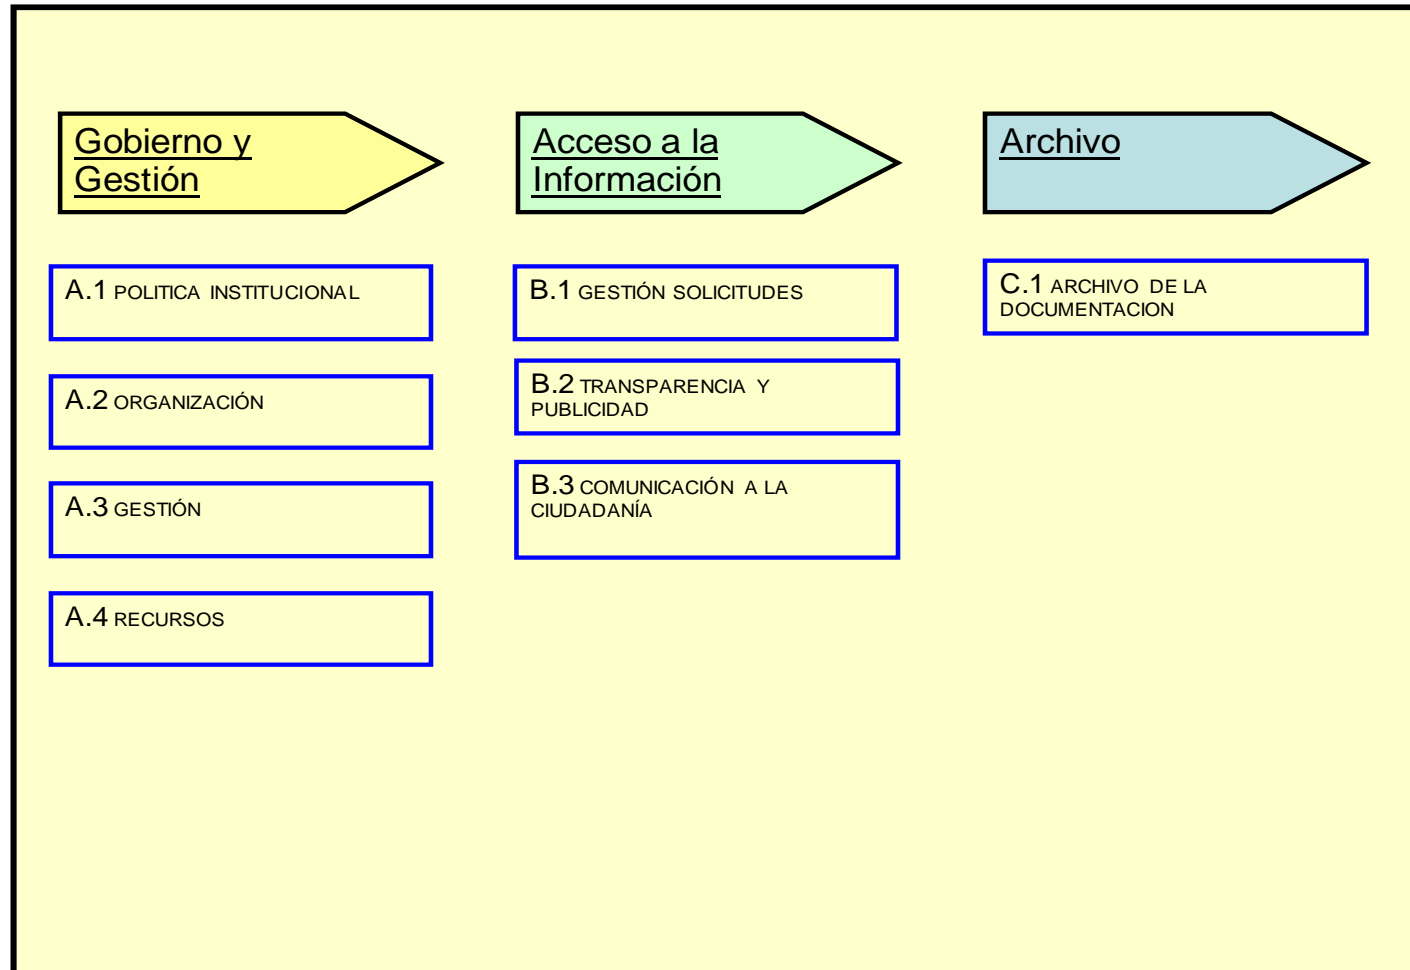 Gobierno y
Gestión
A.1 POLITICA INSTITUCIONAL
A.2 ORGANIZACIÓN
A.3 GESTIÓN
A.4 RECURSOS
Acceso a la
Información
B.1 GESTIÓN SOLICITUDES
B.2 TRANSPARENCIA Y
PUBLICIDAD
B.3 COMUNICACIÓN A LA
CIUDADANÍA
Archivo
C.1 ARCHIVO DE LA
DOCUMENTACION